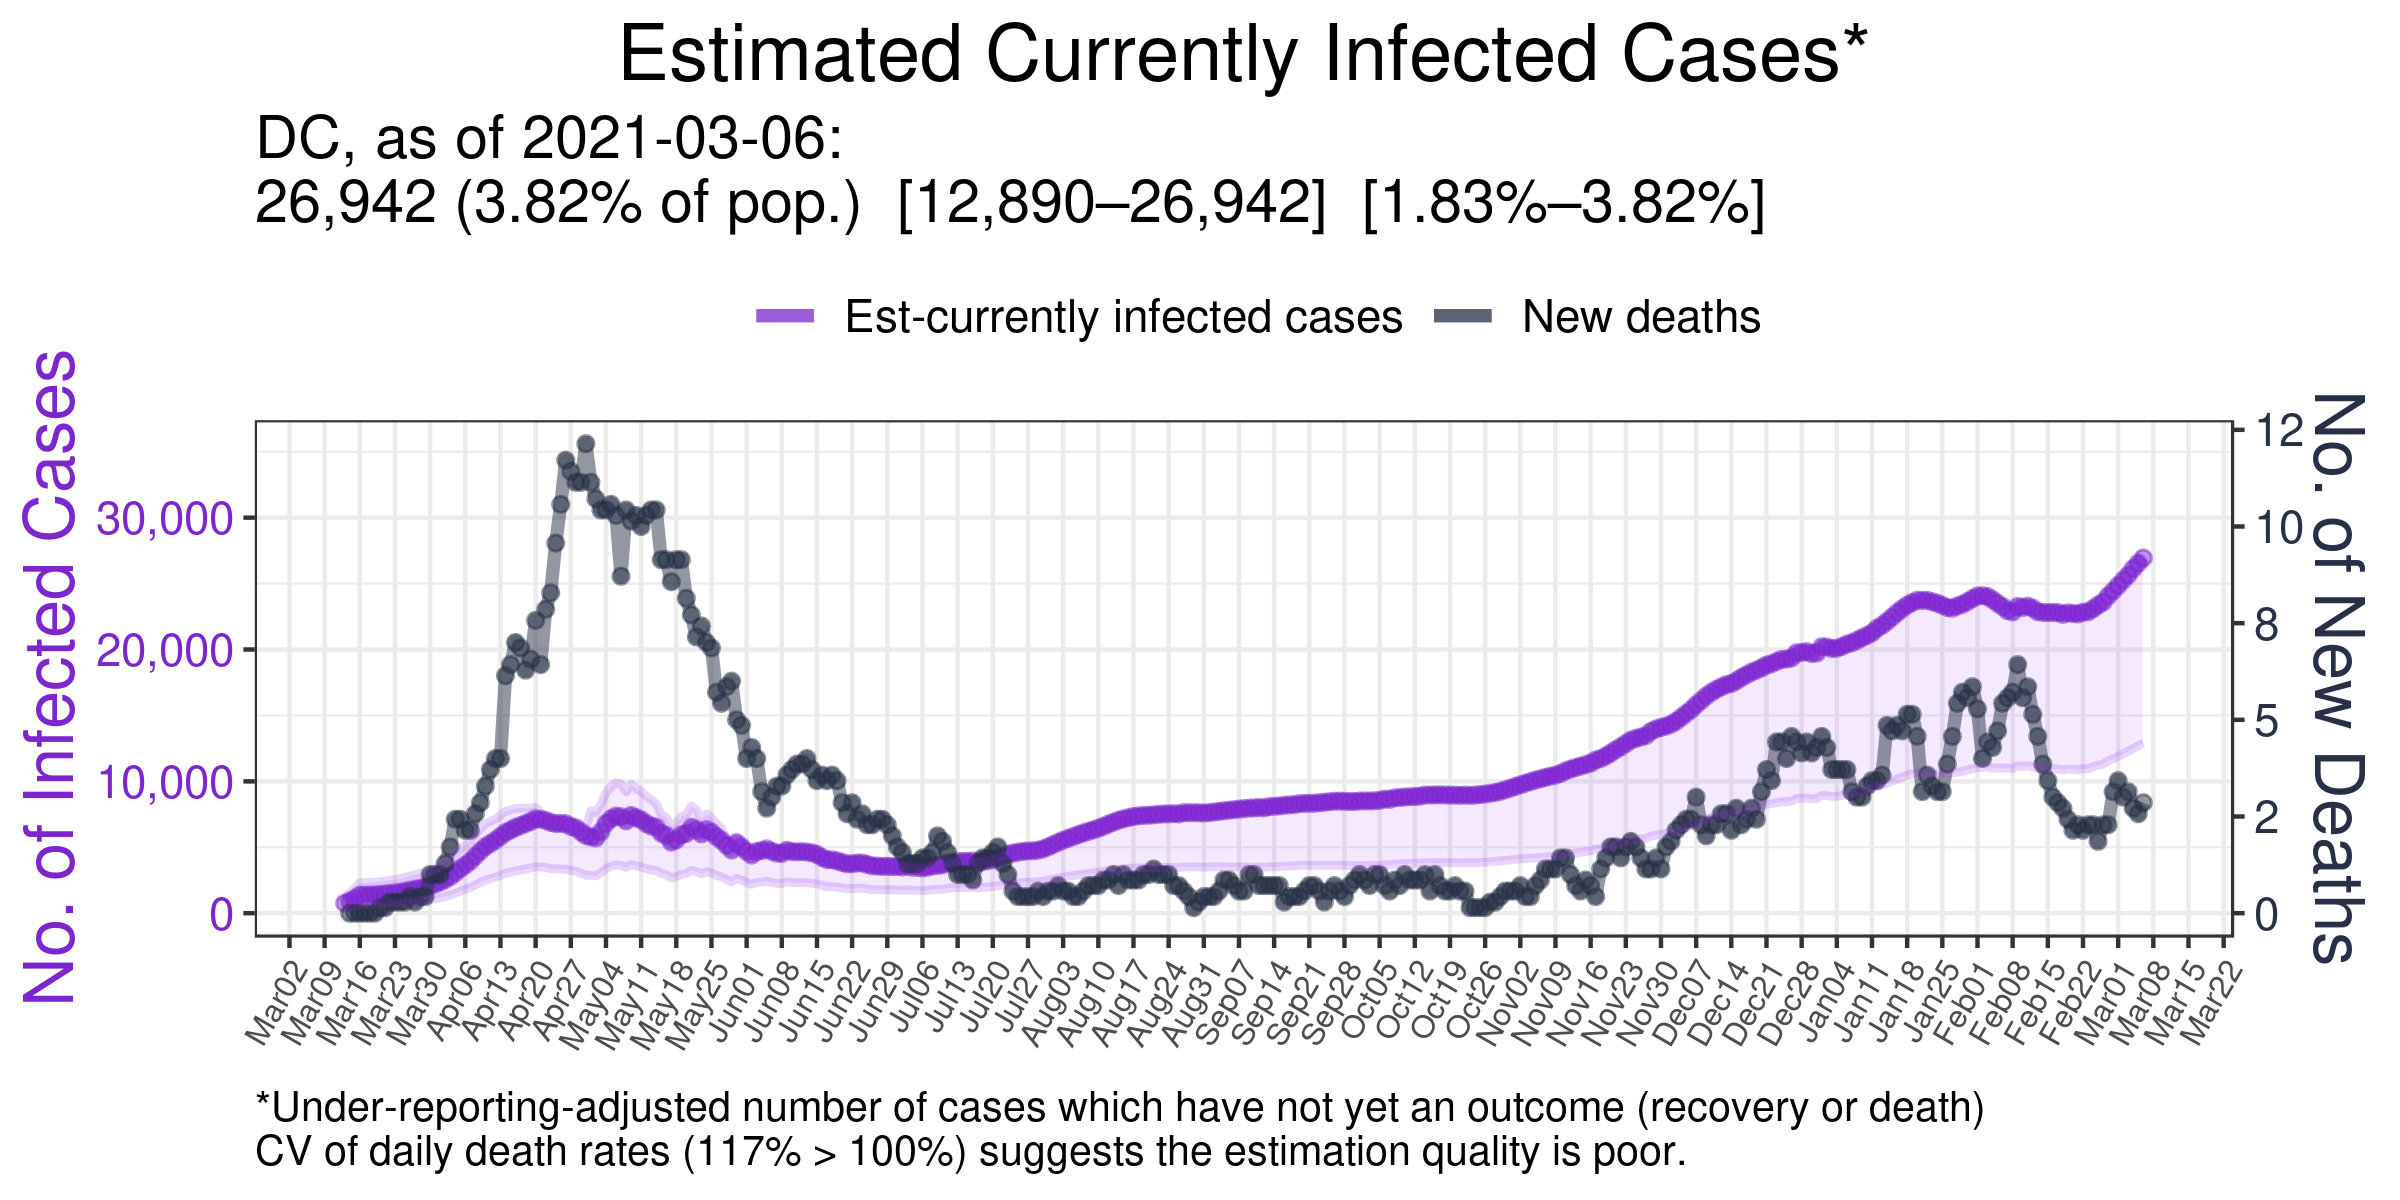 Estimated Currently Infected Cases*
DC, as of 2021-03-06:
26,942 (3.82% of pop.) [12,890–26,942] [1.83%–3.82%]
Est-currently infected cases New deaths
No. of Infected Cases
30,000
20,000
10,000
0
12
10
8
5
2
0
No. of New Deaths
Mar02 Mar09 Mar16 Mar23 Mar30 Apr06 Apr13 Apr20 Apr27 May04 May11 May18 May25 Jun01 Jun08 Jun15 Jun22 Jun29 Jul06 Jul13 Jul20 Jul27 Aug03 Aug10 Aug17 Aug24 Aug31 Sep07 Sep14 Sep21 Sep28 Oct05 Oct12 Oct19 Oct26 Nov02 Nov09 Nov16 Nov23 Nov30 Dec07 Dec14 Dec21 Dec28 Jan04 Jan11 Jan18 Jan25 Feb01 Feb08 Feb15 Feb22 Mar01 Mar08 Mar15 Mar22
*Under-reporting-adjusted number of cases which have not yet an outcome (recovery or death)
CV of daily death rates (117% > 100%) suggests the estimation quality is poor.